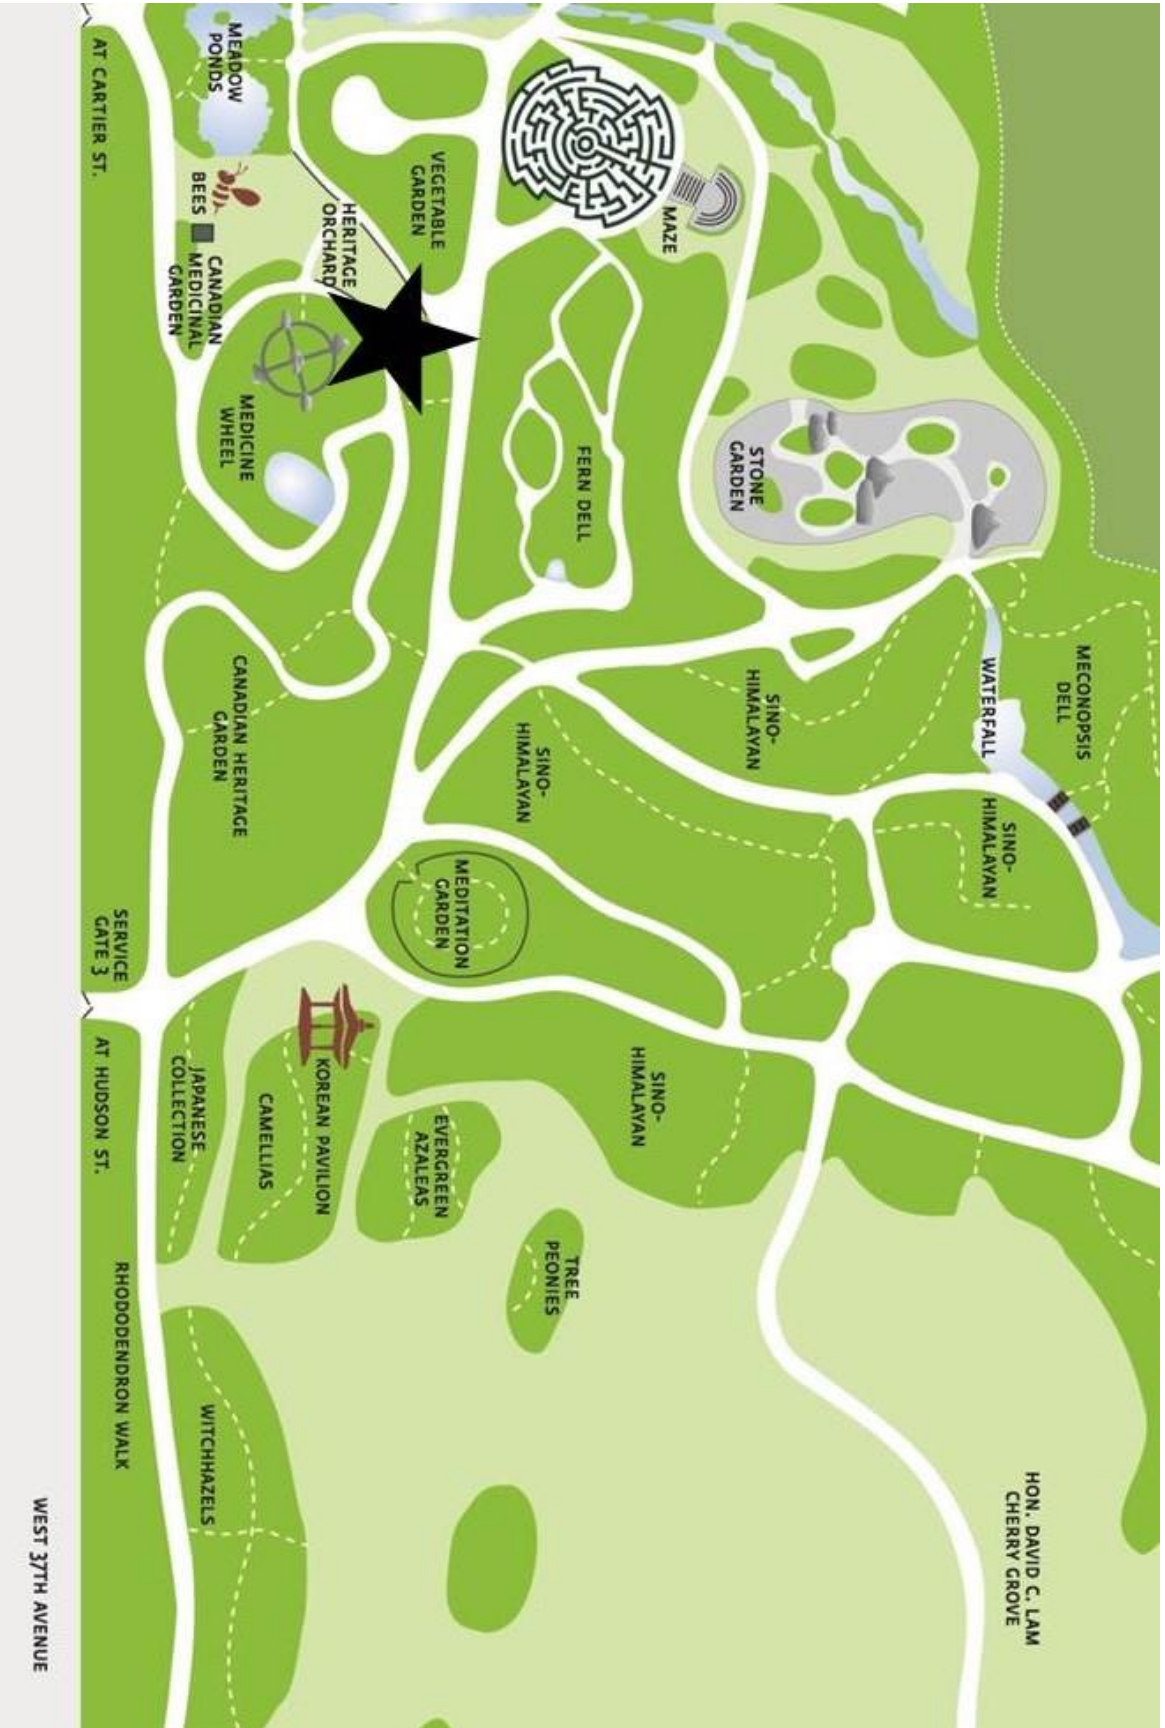 MEADOW
PONDS
AT CARTIER ST.
VEGETABLE
GARDEN
BEES
HERITAGE
ORCHARD
MAZE
CANADIAN
MEDICINAL
GARDEN
MEDICINE
WHEEL
FERN DELL
STONE
GARDEN
MECONOPSIS
DELL
WATERFALL
SINO-
HIMALAYAN
SINO-
HIMALAYAN
SINO-
HIMALAYAN
CANADIAN HERITAGE
GARDEN
MEDITATION
GARDEN
SERVICE
GATE 3
AT HUDSON ST.
JAPANESE
COLLECTION
CAMELLIAS
KOREAN PAVILION
EVERGREEN
AZALEAS
SINO-
HIMALAYAN
TREE
PEONIES
RHODODENDRON WALK
WITCHHAZELS
HON. DAVID C. LAM
CHERRY GROVE
WEST 37TH AVENUE